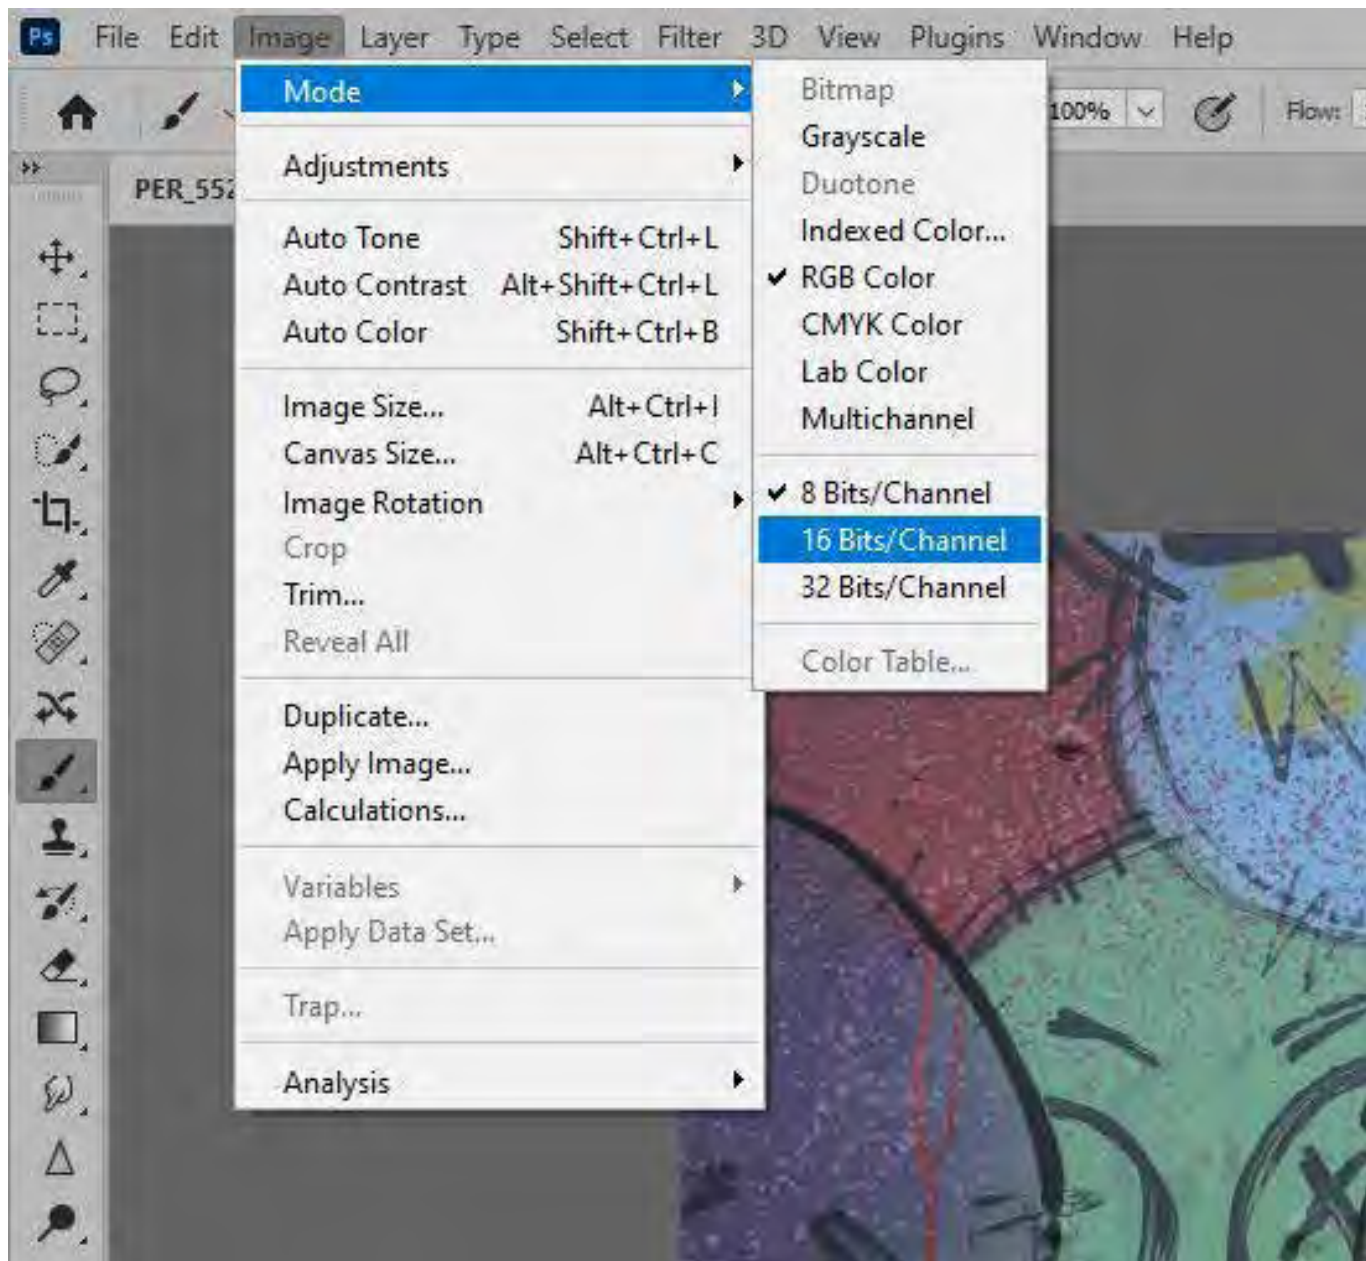 Ps File Edit Image Layer Type Select Filter 3D View Plugins Window Help
100% Flow:
PER_552
Mode
Adjustments
Auto Tone Shift+Ctrl+L
Auto Contrast Alt+Shift+Ctrl+L
Auto Color Shift+Ctrl+B
Image Size... Alt+Ctrl+I
Canvas Size... Alt+Ctrl+C
Image Rotation
Crop
Trim...
Reveal All
Duplicate...
Apply Image...
Calculations...
Variables
Apply Data Set...
Trap...
Analysis
Bitmap
Grayscale
Duotone
Indexed Color...
RGB Color
CMYK Color
Lab Color
Multichannel
8 Bits/Channel
16 Bits/Channel
32 Bits/Channel
Color Table...